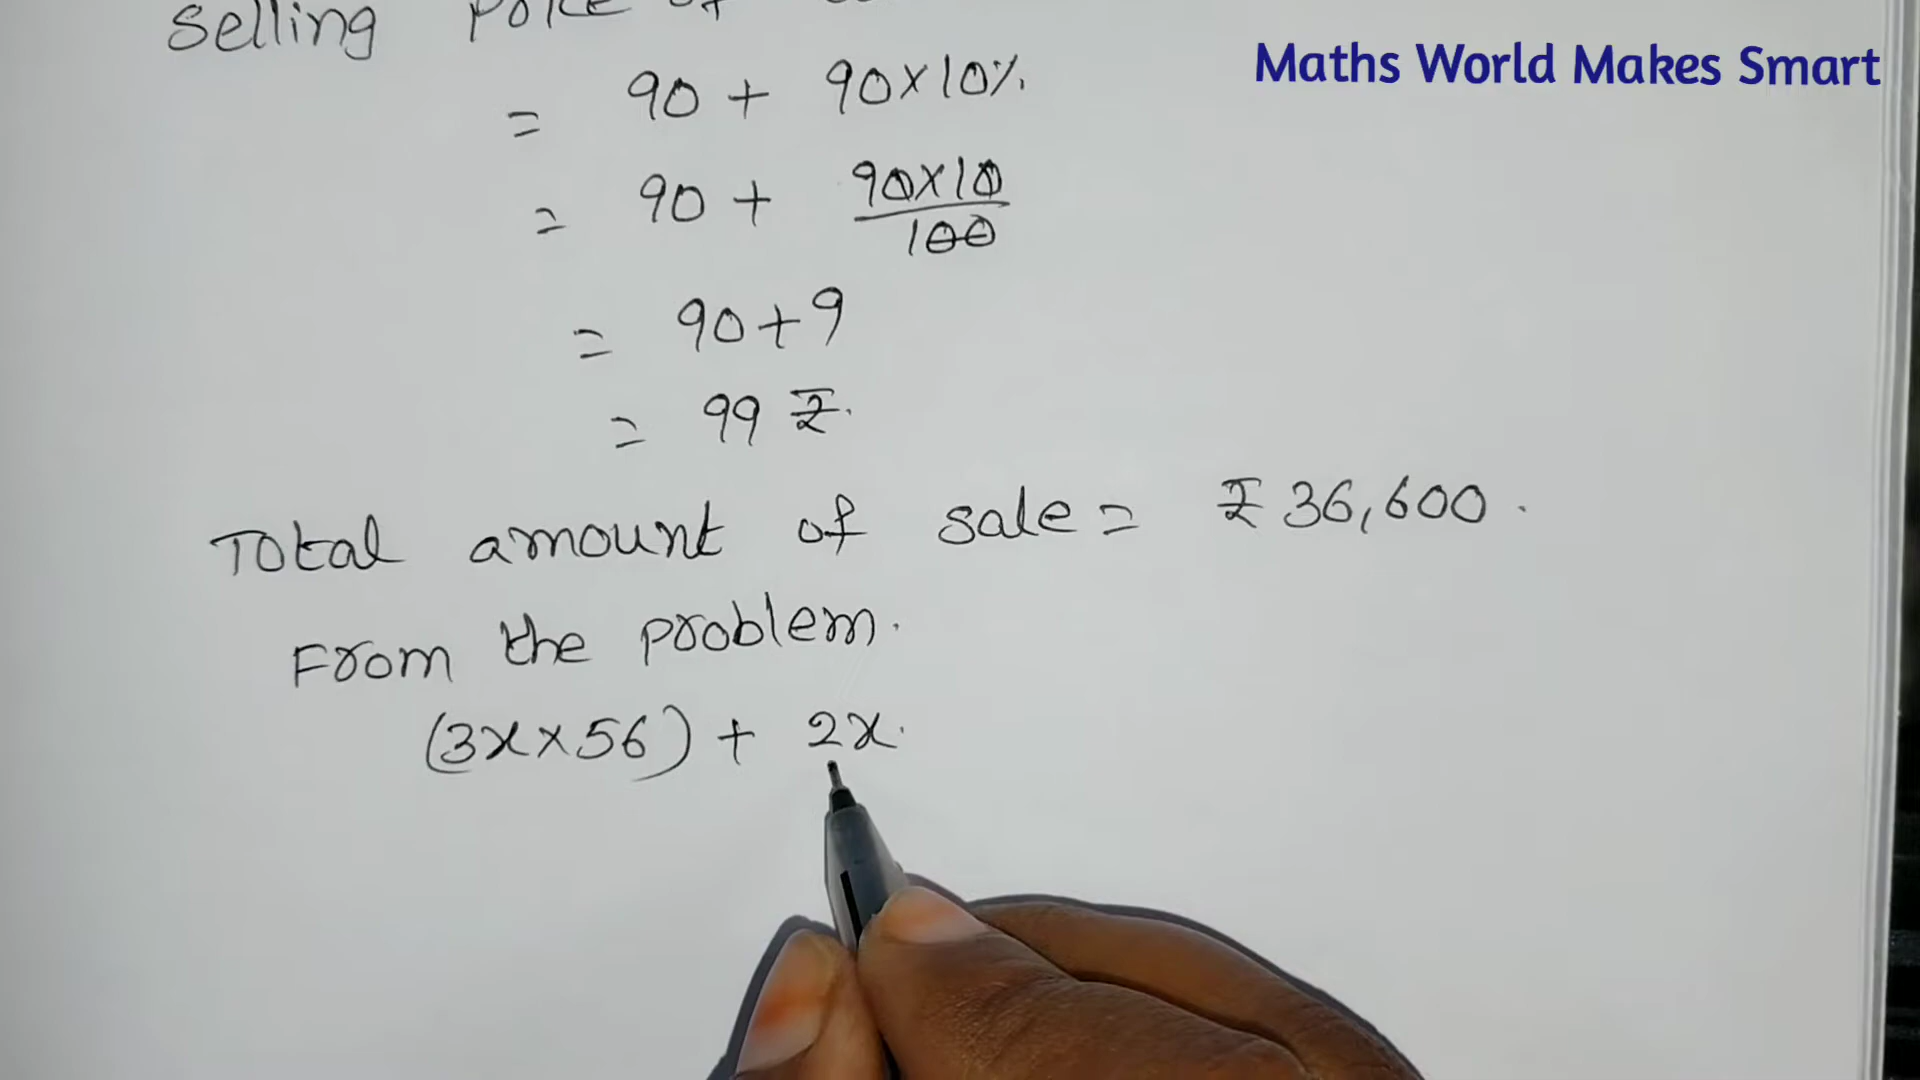 Selling
Maths World Makes Smart
= 90 + 90×10%.
= 90 + 90×10/100
= 90+9
= 99 ₹.
Total amount of sale = ₹ 36,600.
From the problem.
(3x×56) + 2x.